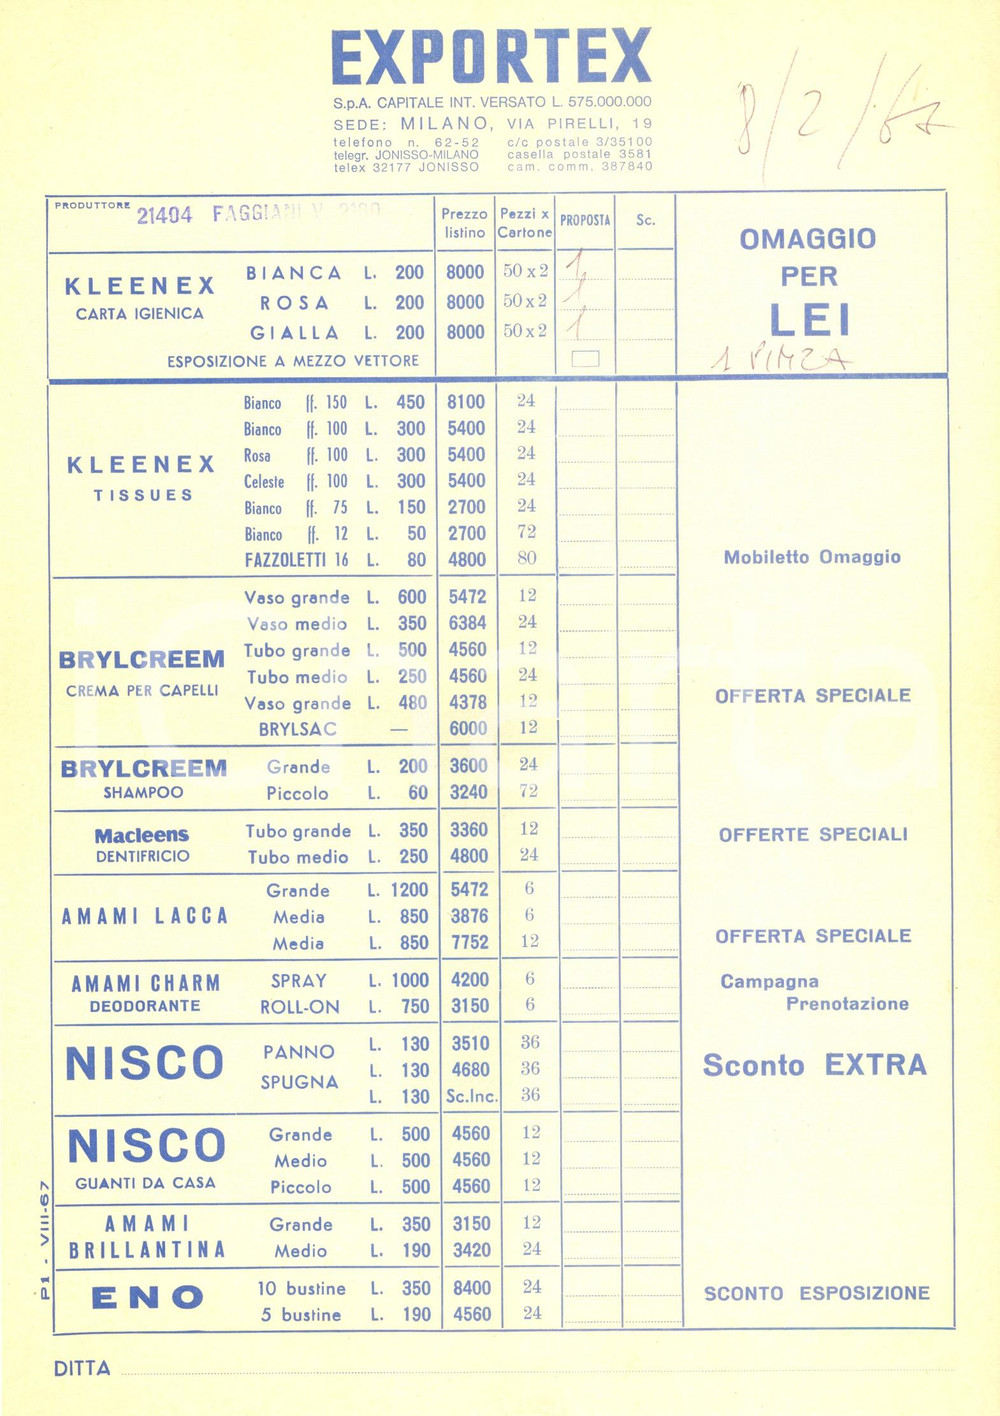 EXPORTEX
S.p.A. CAPITALE INT. VERSATO L. 575.000.000
SEDE: MILANO, VIA PIRELLI, 19
telefono n. 62-52 c/c postale 3/35100
telegr. JONISSO-MILANO casella postale 3581
telex 32177 JONISSO cam. comm. 387840
8/2/67
PRODUTTORE 21404 FAGGIANI V. Prezzo listino Pezzi x Cartone PROPOSTA Sc.
OMAGGIO
PER
LEI
KLEENEX
CARTA IGIENICA
BIANCA L. 200 8000 50 x 2 1
ROSA L. 200 8000 50 x 2 1
GIALLA L. 200 8000 50 x 2 1
ESPOSIZIONE A MEZZO VETTORE
1 PINZA
KLEENEX
TISSUES
Bianco ff. 150 L. 450 8100 24
Bianco ff. 100 L. 300 5400 24
Rosa ff. 100 L. 300 5400 24
Celeste ff. 100 L. 300 5400 24
Bianco ff. 75 L. 150 2700 24
Bianco ff. 12 L. 50 2700 72
FAZZOLETTI 16 L. 80 4800 80
Mobiletto Omaggio
BRYLCREEM
CREMA PER CAPELLI
Vaso grande L. 600 5472 12
Vaso medio L. 350 6384 24
Tubo grande L. 500 4560 12
Tubo medio L. 250 4560 24
Vaso grande L. 480 4378 12
BRYLSAC — 6000 12
OFFERTA SPECIALE
BRYLCREEM
SHAMPOO
Grande L. 200 3600 24
Piccolo L. 60 3240 72
Macleens
DENTIFRICIO
Tubo grande L. 350 3360 12
Tubo medio L. 250 4800 24
OFFERTE SPECIALI
AMAMI LACCA
Grande L. 1200 5472 6
Media L. 850 3876 6
Media L. 850 7752 12
OFFERTA SPECIALE
AMAMI CHARM
DEODORANTE
SPRAY L. 1000 4200 6
ROLL-ON L. 750 3150 6
Campagna
Prenotazione
NISCO
PANNO L. 130 3510 36
SPUGNA L. 130 4680 36
L. 130 Sc.Inc. 36
Sconto EXTRA
NISCO
GUANTI DA CASA
Grande L. 500 4560 12
Medio L. 500 4560 12
Piccolo L. 500 4560 12
AMAMI
BRILLANTINA
Grande L. 350 3150 12
Medio L. 190 3420 24
ENO
10 bustine L. 350 8400 24
5 bustine L. 190 4560 24
SCONTO ESPOSIZIONE
P1 - VIII-67
DITTA